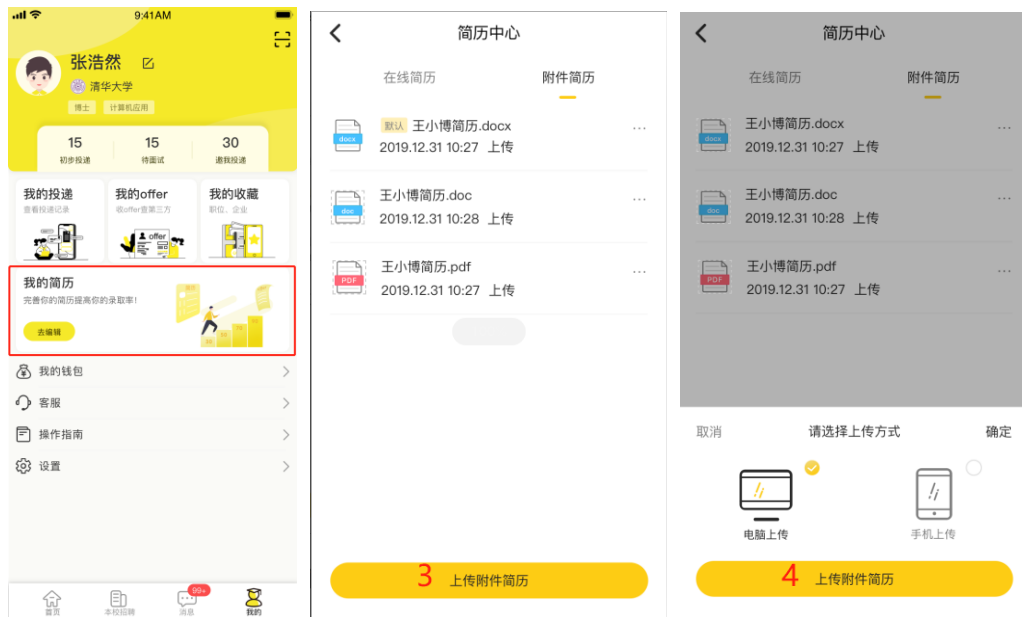 9:41AM
张浩然
清华大学
博士 计算机应用
15 15 30
初步投递 待面试 邀我投递
我的投递 我的offer 我的收藏
查看投递记录 收offer查第三方 职位、企业
offer
我的简历
完善你的简历提高你的录取率!
去编辑
我的钱包
客服
操作指南
设置
99+
首页 本校招聘 消息 我的
简历中心
在线简历 附件简历
docx
默认 王小博简历.docx
...
2019.12.31 10:27 上传
doc
王小博简历.doc
...
2019.12.31 10:28 上传
PDF
王小博简历.pdf
...
2019.12.31 10:27 上传
3 上传附件简历
简历中心
在线简历 附件简历
docx
王小博简历.docx
...
2019.12.31 10:27 上传
doc
王小博简历.doc
...
2019.12.31 10:28 上传
PDF
王小博简历.pdf
...
2019.12.31 10:27 上传
取消 请选择上传方式 确定
电脑上传 手机上传
4 上传附件简历